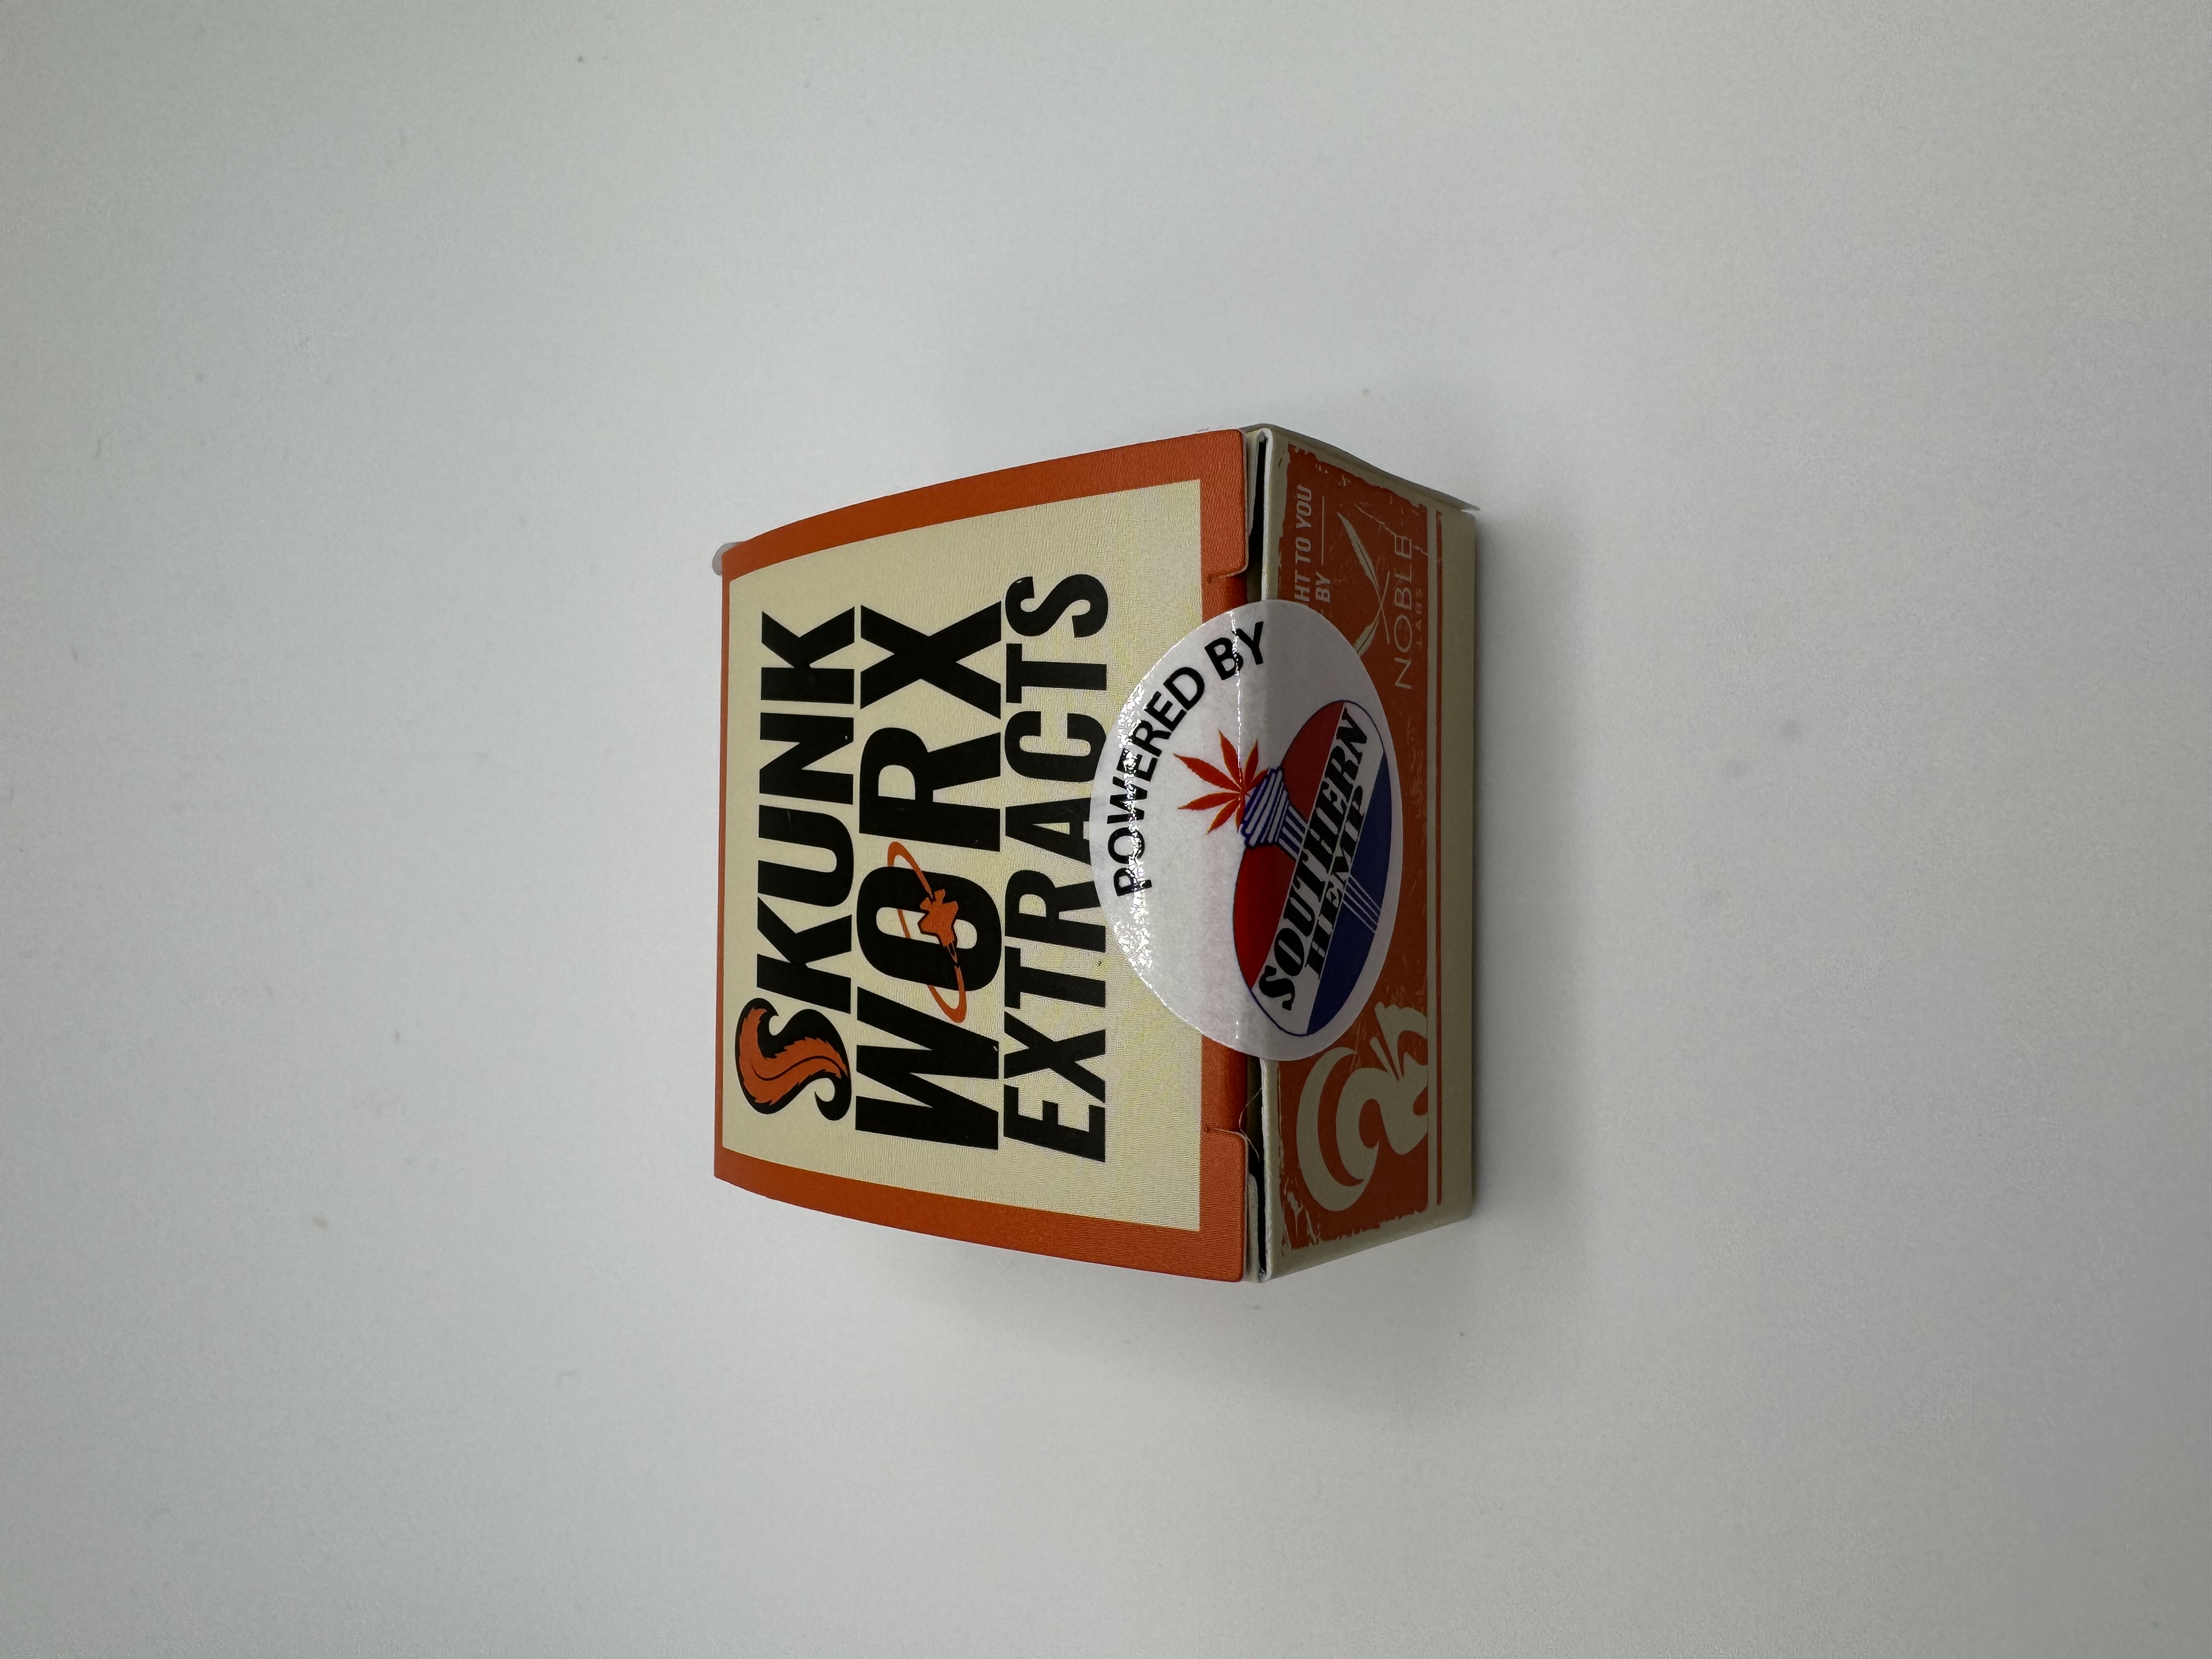 SKUNK
WORX
EXTRACTS
POWERED BY
SOUTHERN
HEMP
HT TO YOU
BY
NOBLE
LABS